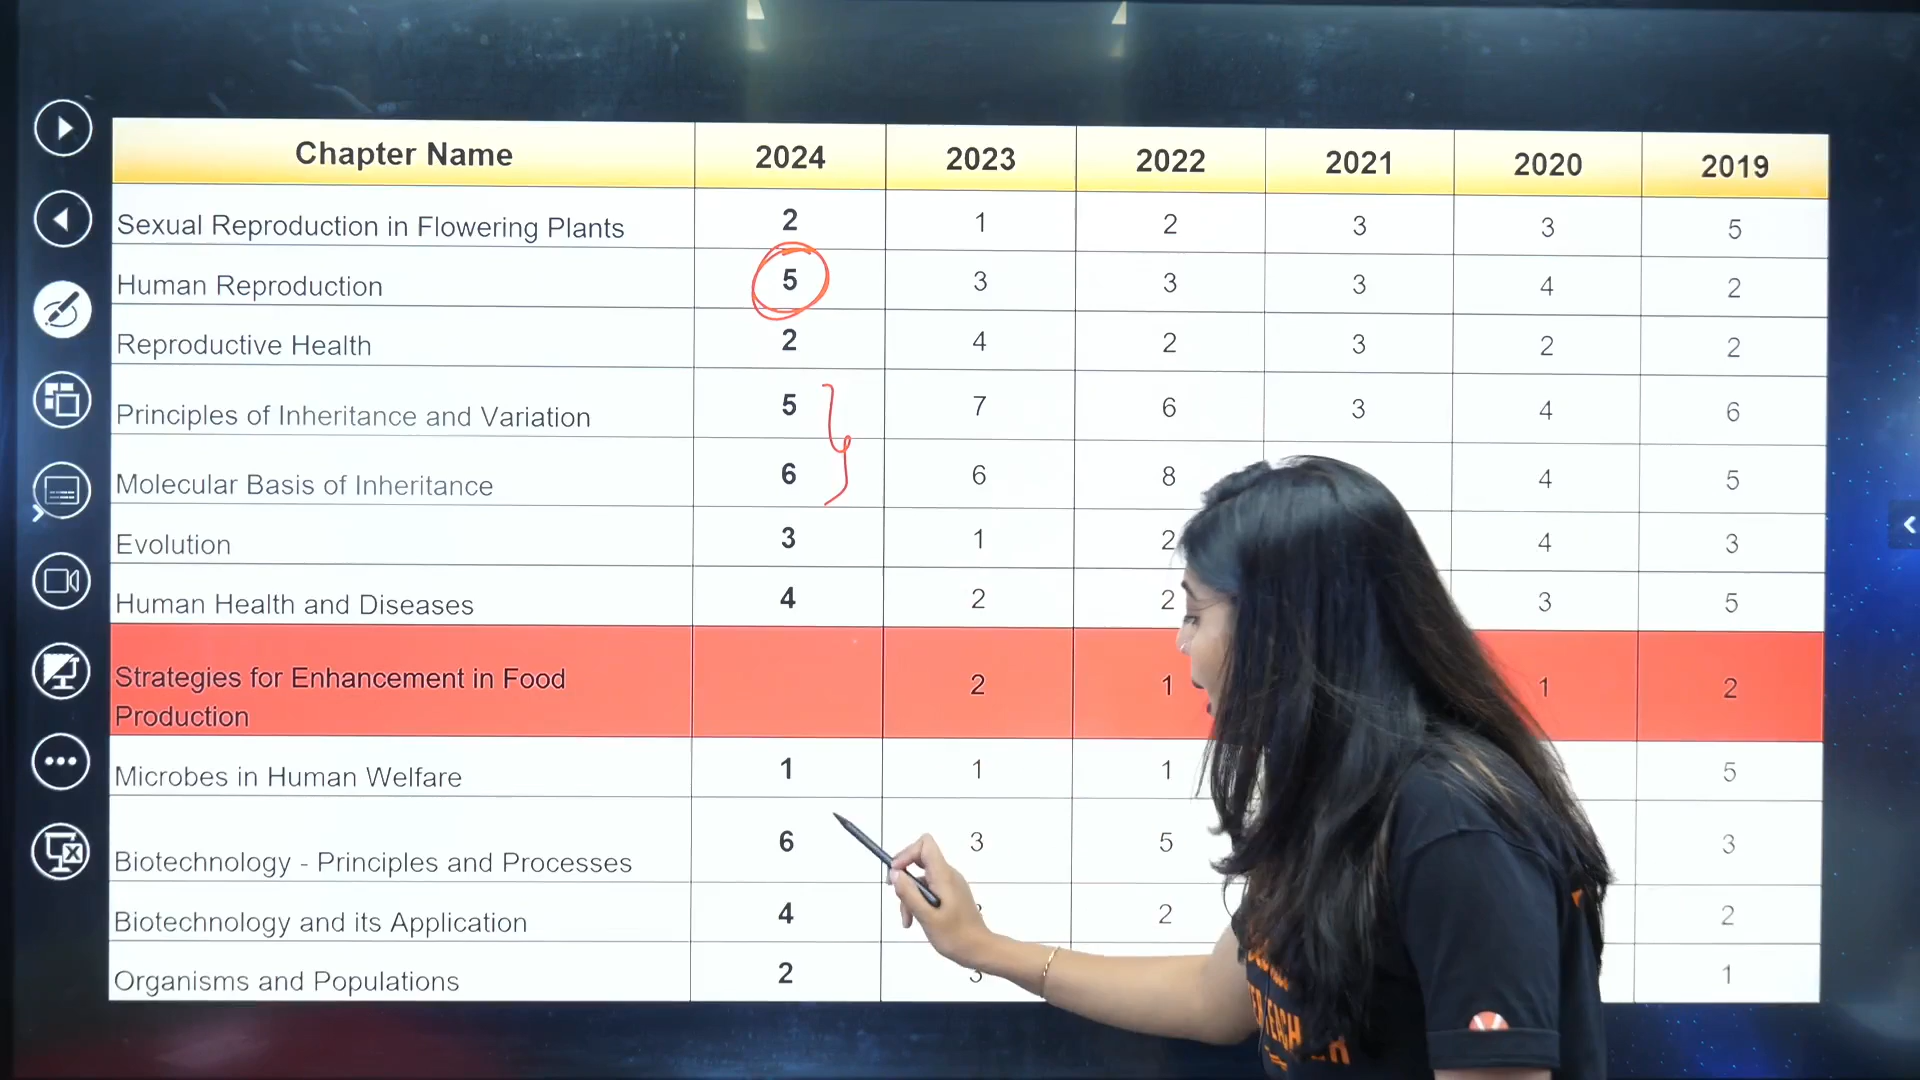 Chapter Name 2024 2023 2022 2021 2020 2019
Sexual Reproduction in Flowering Plants 2 1 2 3 3 5
Human Reproduction 5 3 3 3 4 2
Reproductive Health 2 4 2 3 2 2
Principles of Inheritance and Variation 5 7 6 3 4 6
Molecular Basis of Inheritance 6 6 8 4 5
Evolution 3 1 2 4 3
Human Health and Diseases 4 2 2 3 5
Strategies for Enhancement in Food
Production 2 1 1 2
Microbes in Human Welfare 1 1 1 5
Biotechnology - Principles and Processes 6 3 5 3
Biotechnology and its Application 4 2 2
Organisms and Populations 2 3 1